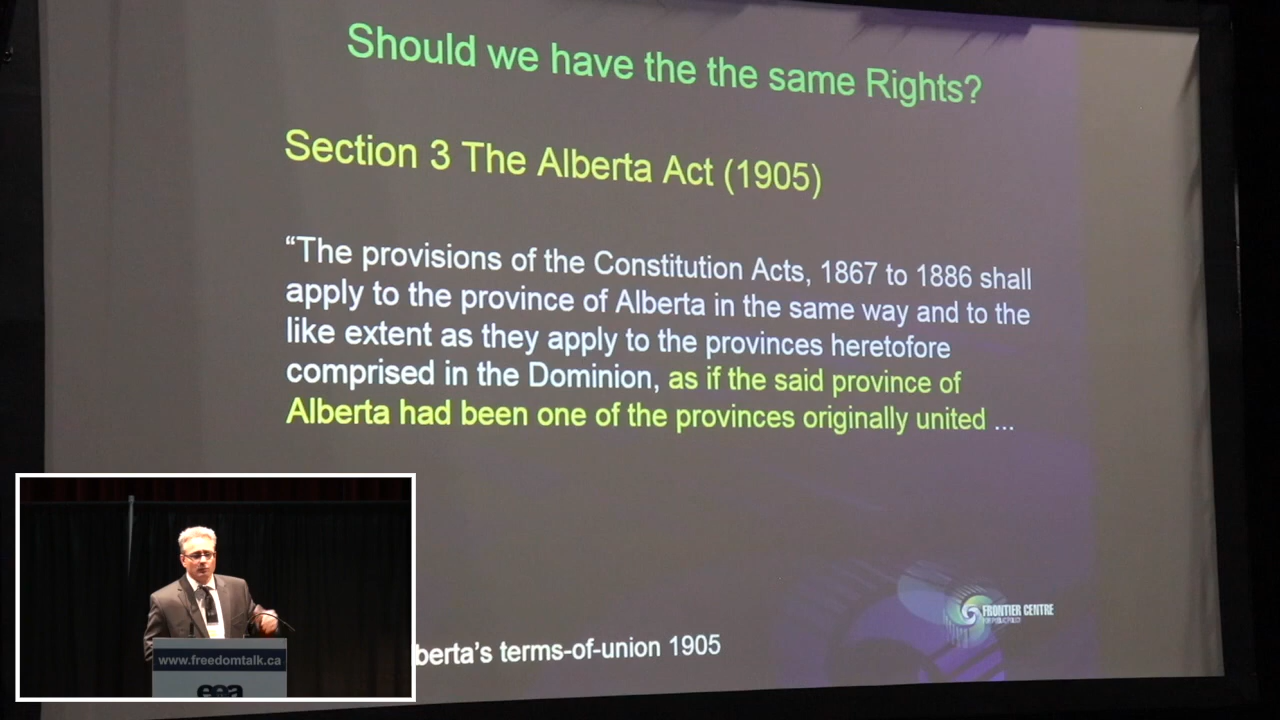 Should we have the the same Rights?
Section 3 The Alberta Act (1905)
“The provisions of the Constitution Acts, 1867 to 1886 shall
apply to the province of Alberta in the same way and to the
like extent as they apply to the provinces heretofore
comprised in the Dominion, as if the said province of
Alberta had been one of the provinces originally united ...
FRONTIER CENTRE
FOR PUBLIC POLICY
berta’s terms-of-union 1905
www.freedomtalk.ca